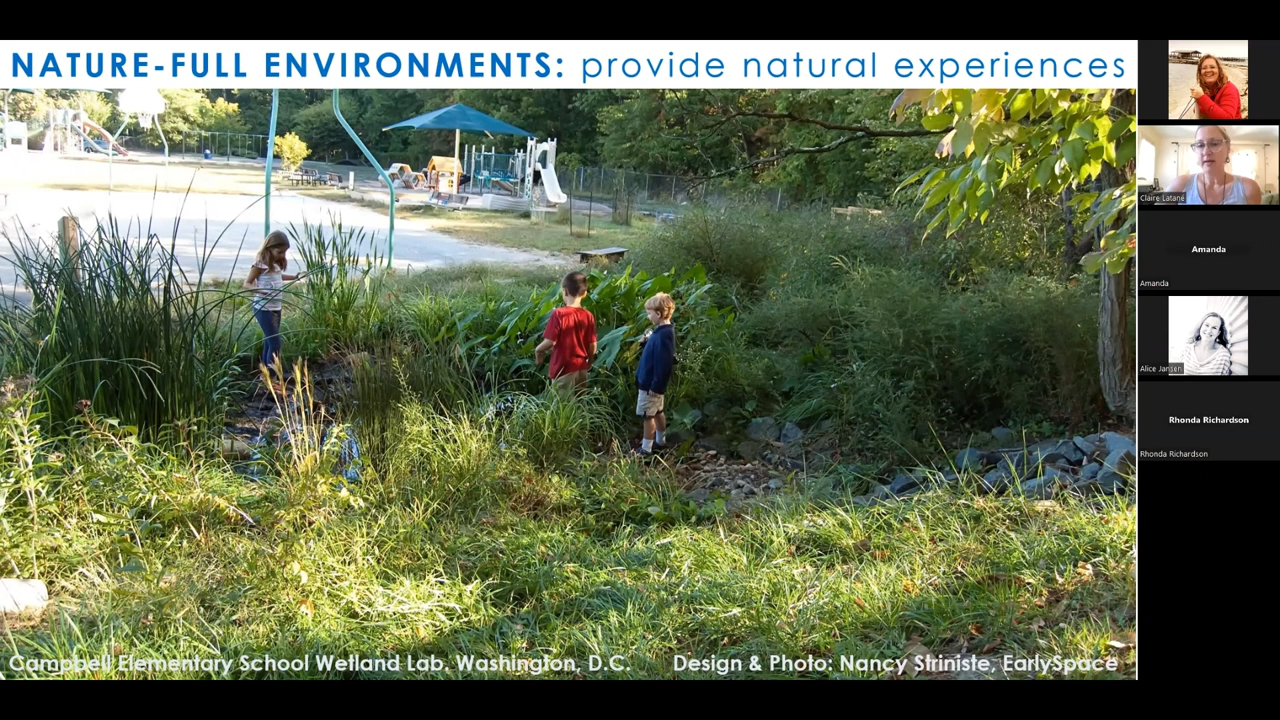 NATURE-FULL ENVIRONMENTS: provide natural experiences
Claire Latane
Amanda
Amanda
Alice Jansen
Rhonda Richardson
Rhonda Richardson
Campbell Elementary School Wetland Lab. Washington, D.C. Design & Photo: Nancy Striniste, EarlySpace